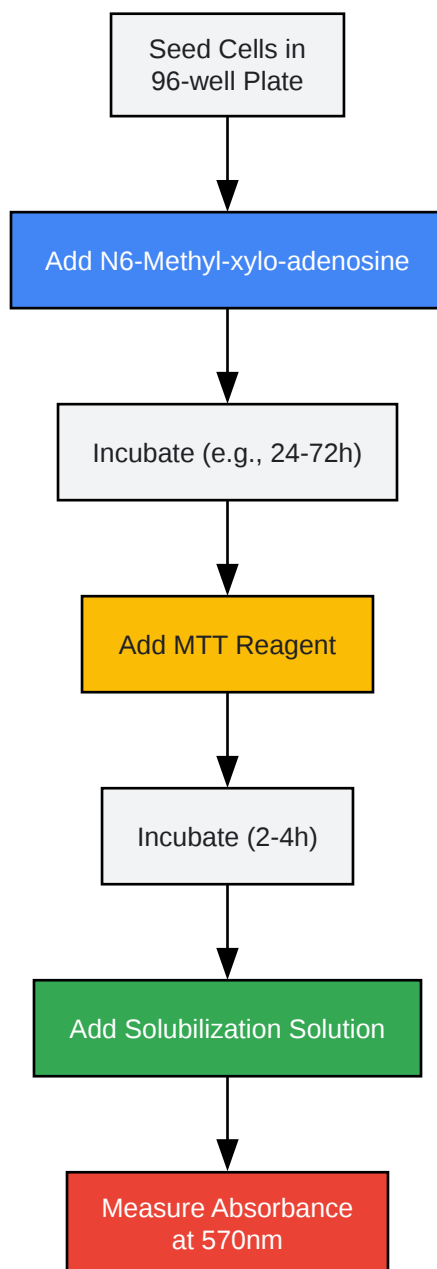 Seed Cells in
96-well Plate
Add N6-Methyl-xylo-adenosine
Incubate (e.g., 24-72h)
Add MTT Reagent
Incubate (2-4h)
Add Solubilization Solution
Measure Absorbance
at 570nm